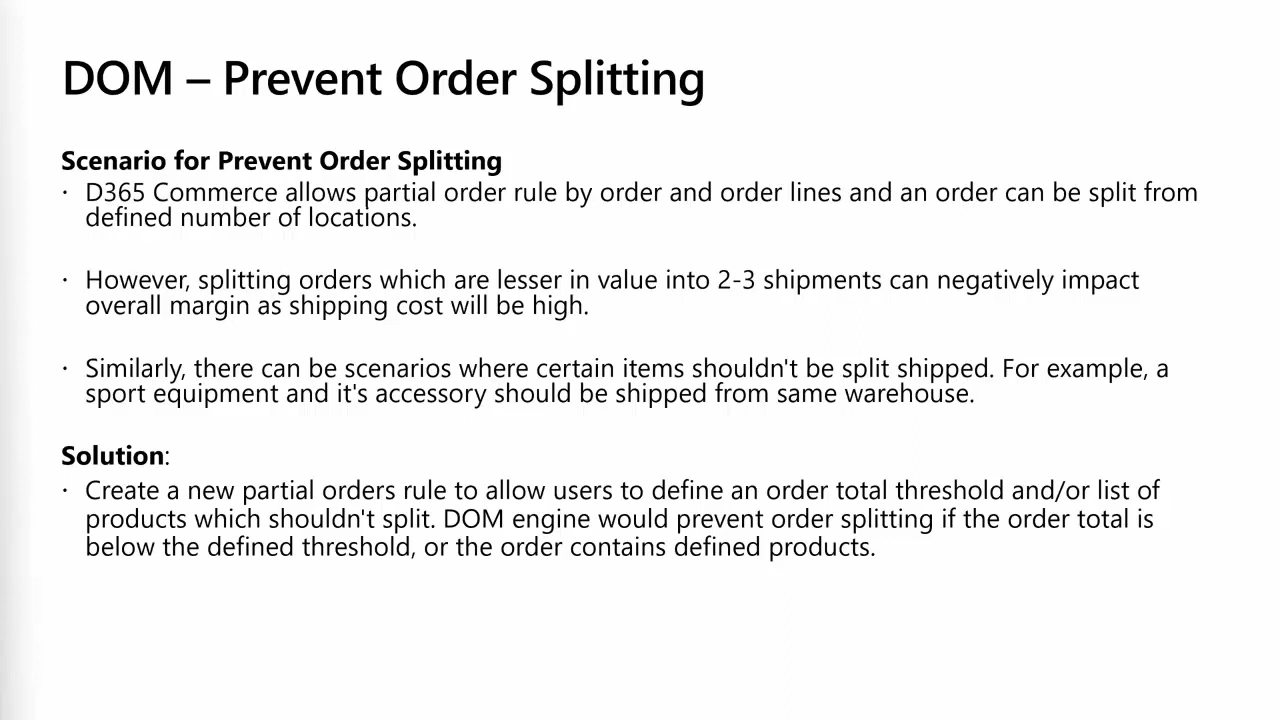 DOM – Prevent Order Splitting
Scenario for Prevent Order Splitting
· D365 Commerce allows partial order rule by order and order lines and an order can be split from
defined number of locations.
· However, splitting orders which are lesser in value into 2-3 shipments can negatively impact
overall margin as shipping cost will be high.
· Similarly, there can be scenarios where certain items shouldn't be split shipped. For example, a
sport equipment and it's accessory should be shipped from same warehouse.
Solution:
· Create a new partial orders rule to allow users to define an order total threshold and/or list of
products which shouldn't split. DOM engine would prevent order splitting if the order total is
below the defined threshold, or the order contains defined products.